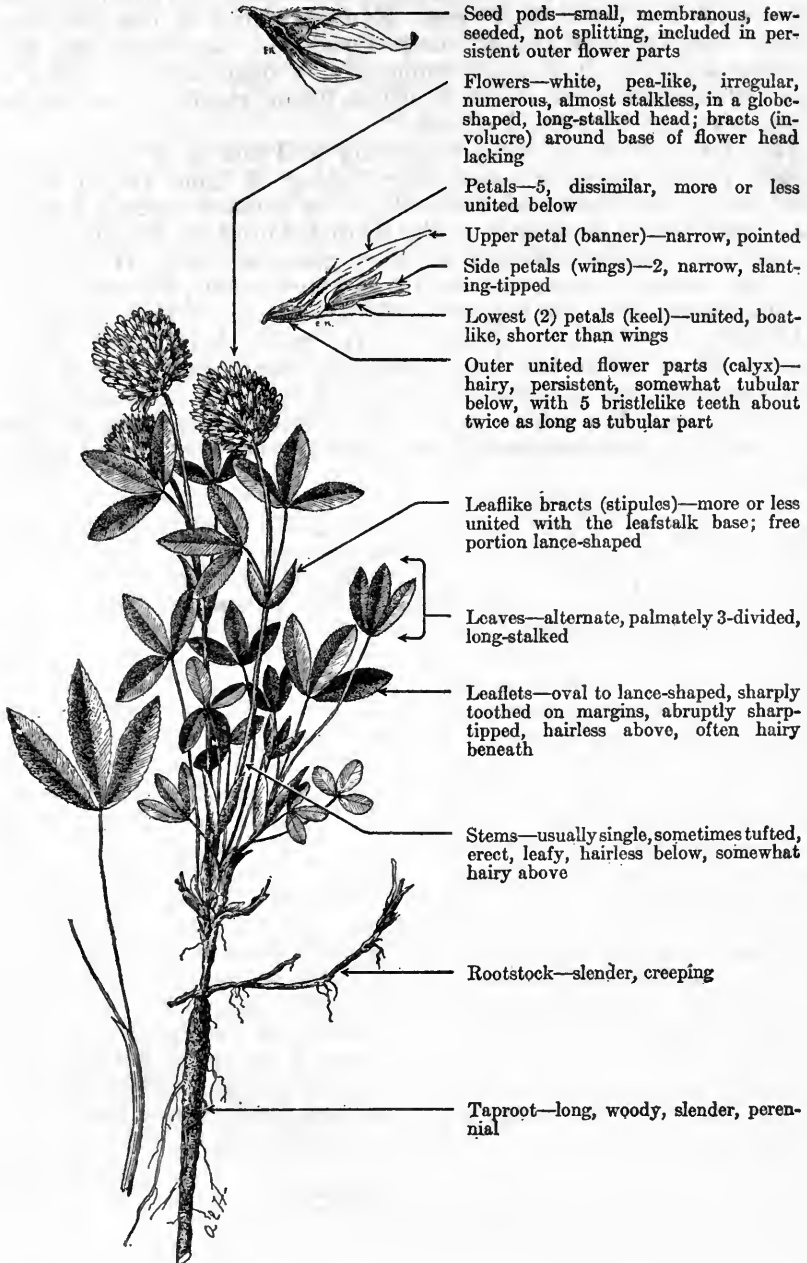 Seed pods—small, membranous, few-
seeded, not splitting, included in per-
sistent outer flower parts
Flowers—white, pea-like, irregular,
numerous, almost stalkless, in a globe-
shaped, long-stalked head; bracts (in-
volucre) around base of flower head
lacking
Petals—5, dissimilar, more or less
united below
Upper petal (banner)—narrow, pointed
Side petals (wings)—2, narrow, slant-
ing-tipped
Lowest (2) petals (keel)—united, boat-
like, shorter than wings
Outer united flower parts (calyx)—
hairy, persistent, somewhat tubular
below, with 5 bristlelike teeth about
twice as long as tubular part
Leaflike bracts (stipules)—more or less
united with the leafstalk base; free
portion lance-shaped
Leaves—alternate, palmately 3-divided,
long-stalked
Leaflets—oval to lance-shaped, sharply
toothed on margins, abruptly sharp-
tipped, hairless above, often hairy
beneath
Stems—usually single, sometimes tufted,
erect, leafy, hairless below, somewhat
hairy above
Rootstock—slender, creeping
Taproot—long, woody, slender, peren-
nial